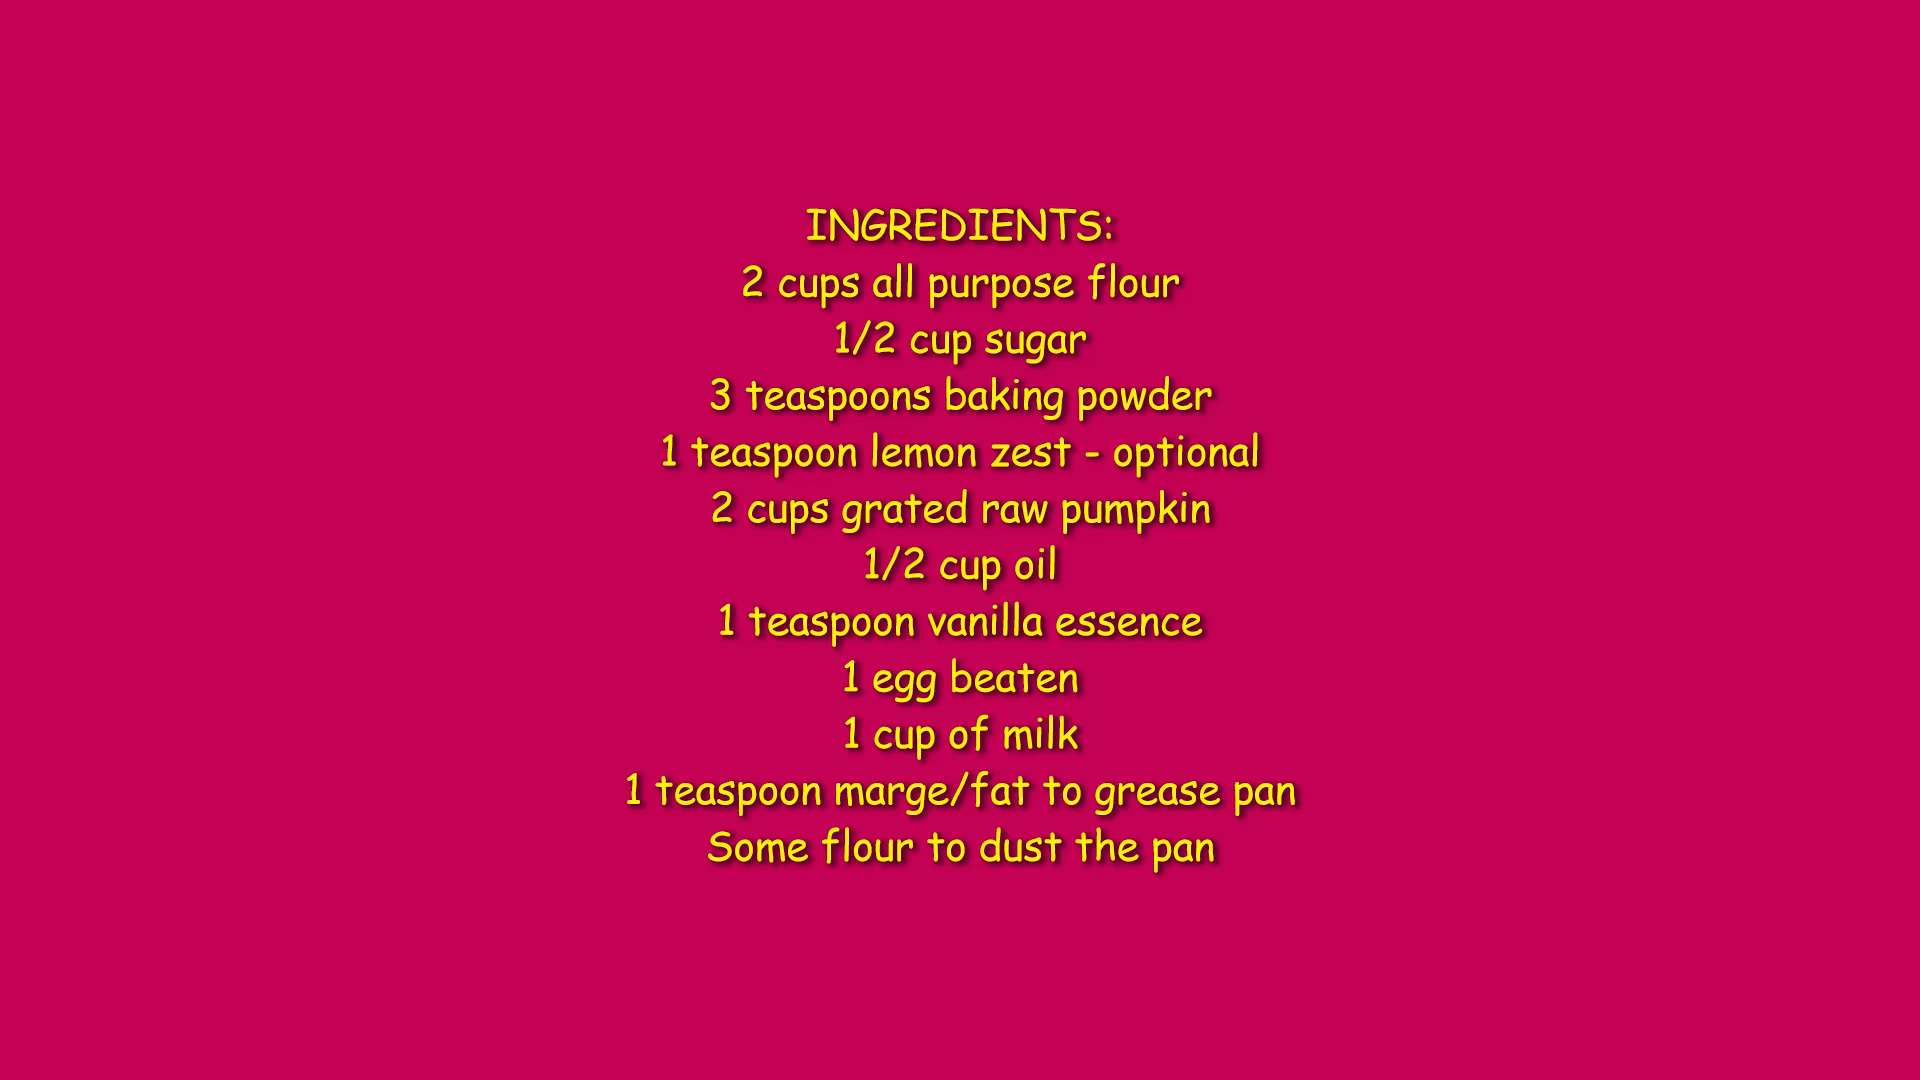 INGREDIENTS:
2 cups all purpose flour
1/2 cup sugar
3 teaspoons baking powder
1 teaspoon lemon zest - optional
2 cups grated raw pumpkin
1/2 cup oil
1 teaspoon vanilla essence
1 egg beaten
1 cup of milk
1 teaspoon marge/fat to grease pan
Some flour to dust the pan